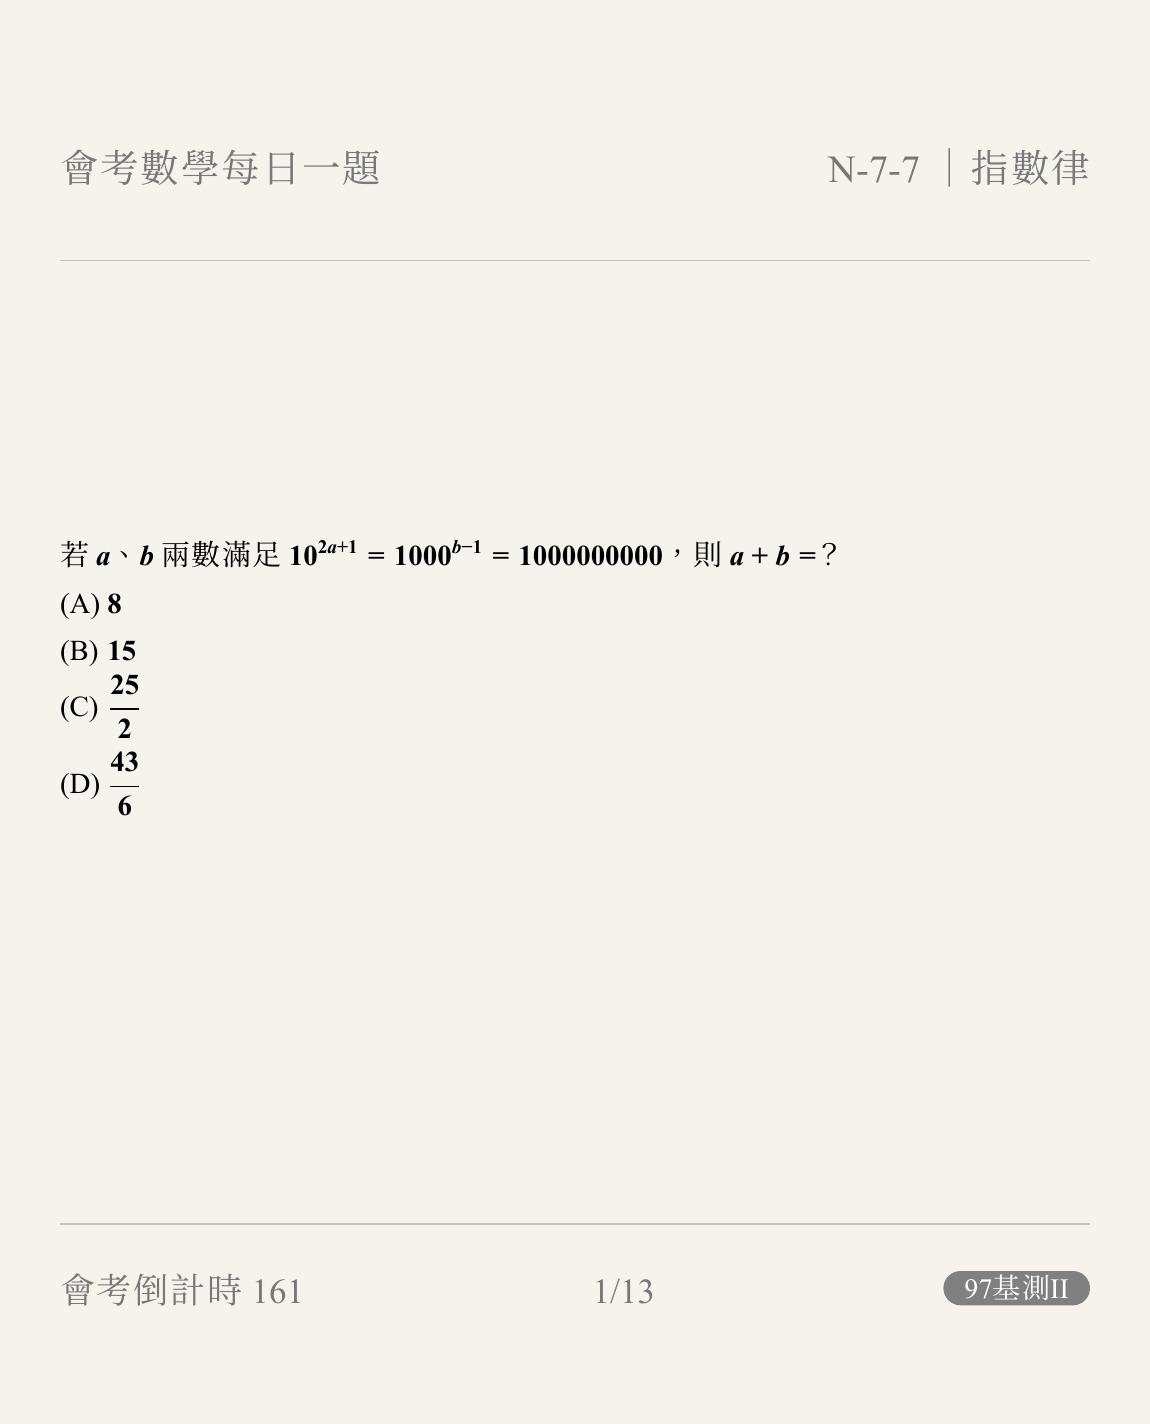 會考數學每日一題
N-7-7 ｜指數律
若 a、b 兩數滿足 10^{2a+1} = 1000^{b−1} = 1000000000，則 a + b =？
(A) 8
(B) 15
(C) 25/2
(D) 43/6
會考倒計時 161
1/13
97基測II